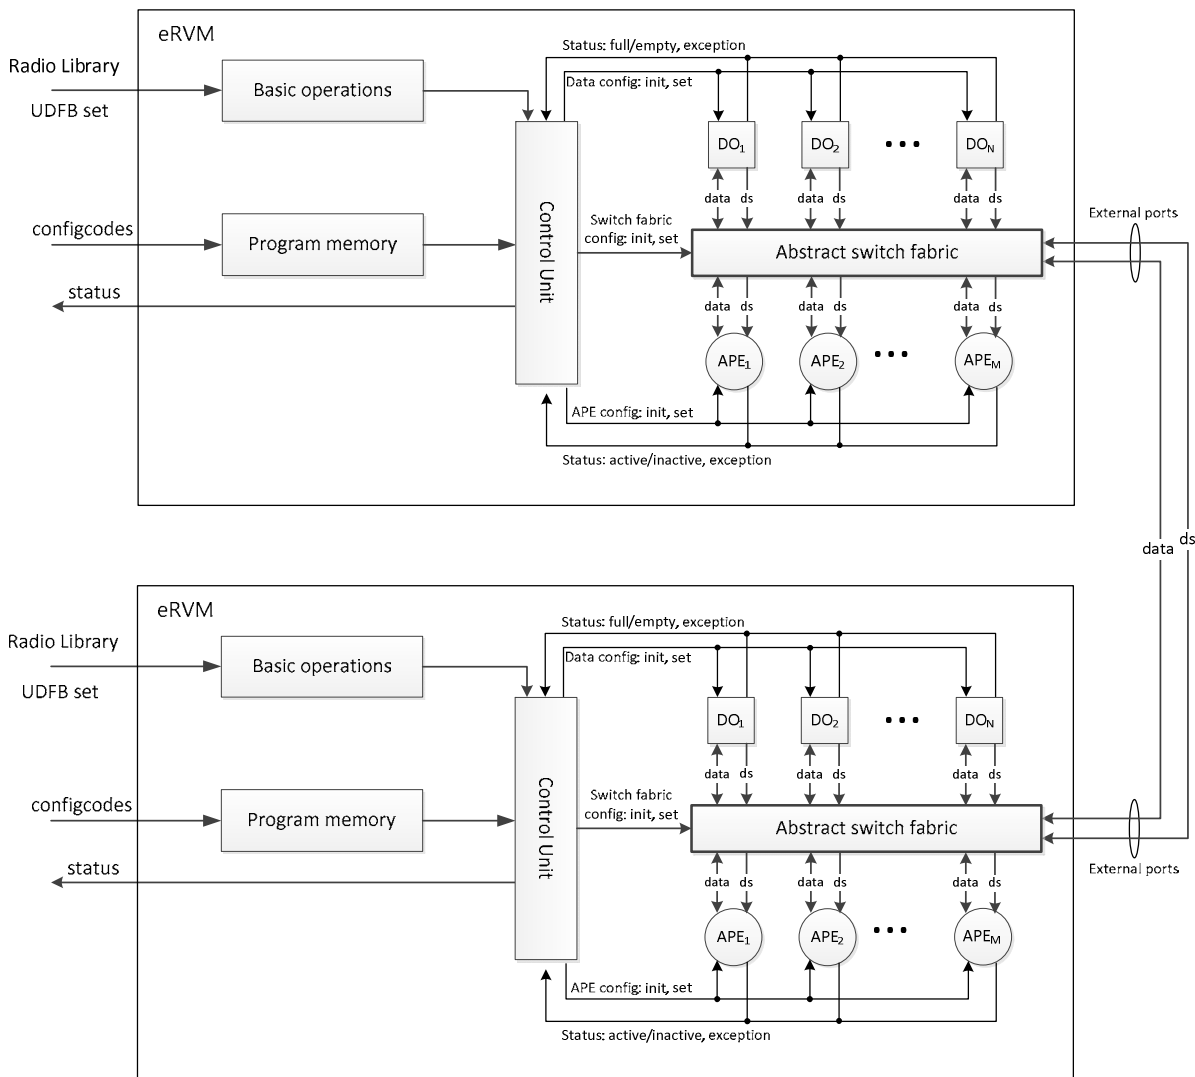 eRVM
Status: full/empty, exception
Radio Library
Data config: init, set
Basic operations
UDFB set
DO1
DO2
...
DON
data ds data ds data ds
External ports
Switch fabric
config: init, set
configcodes
Program memory
Control Unit
Abstract switch fabric
status
data ds data ds data ds
APE1
APE2
...
APEM
APE config: init, set
Status: active/inactive, exception
data
ds
eRVM
Status: full/empty, exception
Radio Library
Data config: init, set
Basic operations
UDFB set
DO1
DO2
...
DON
data ds data ds data ds
Switch fabric
config: init, set
configcodes
Program memory
Control Unit
Abstract switch fabric
status
External ports
data ds data ds data ds
APE1
APE2
...
APEM
APE config: init, set
Status: active/inactive, exception